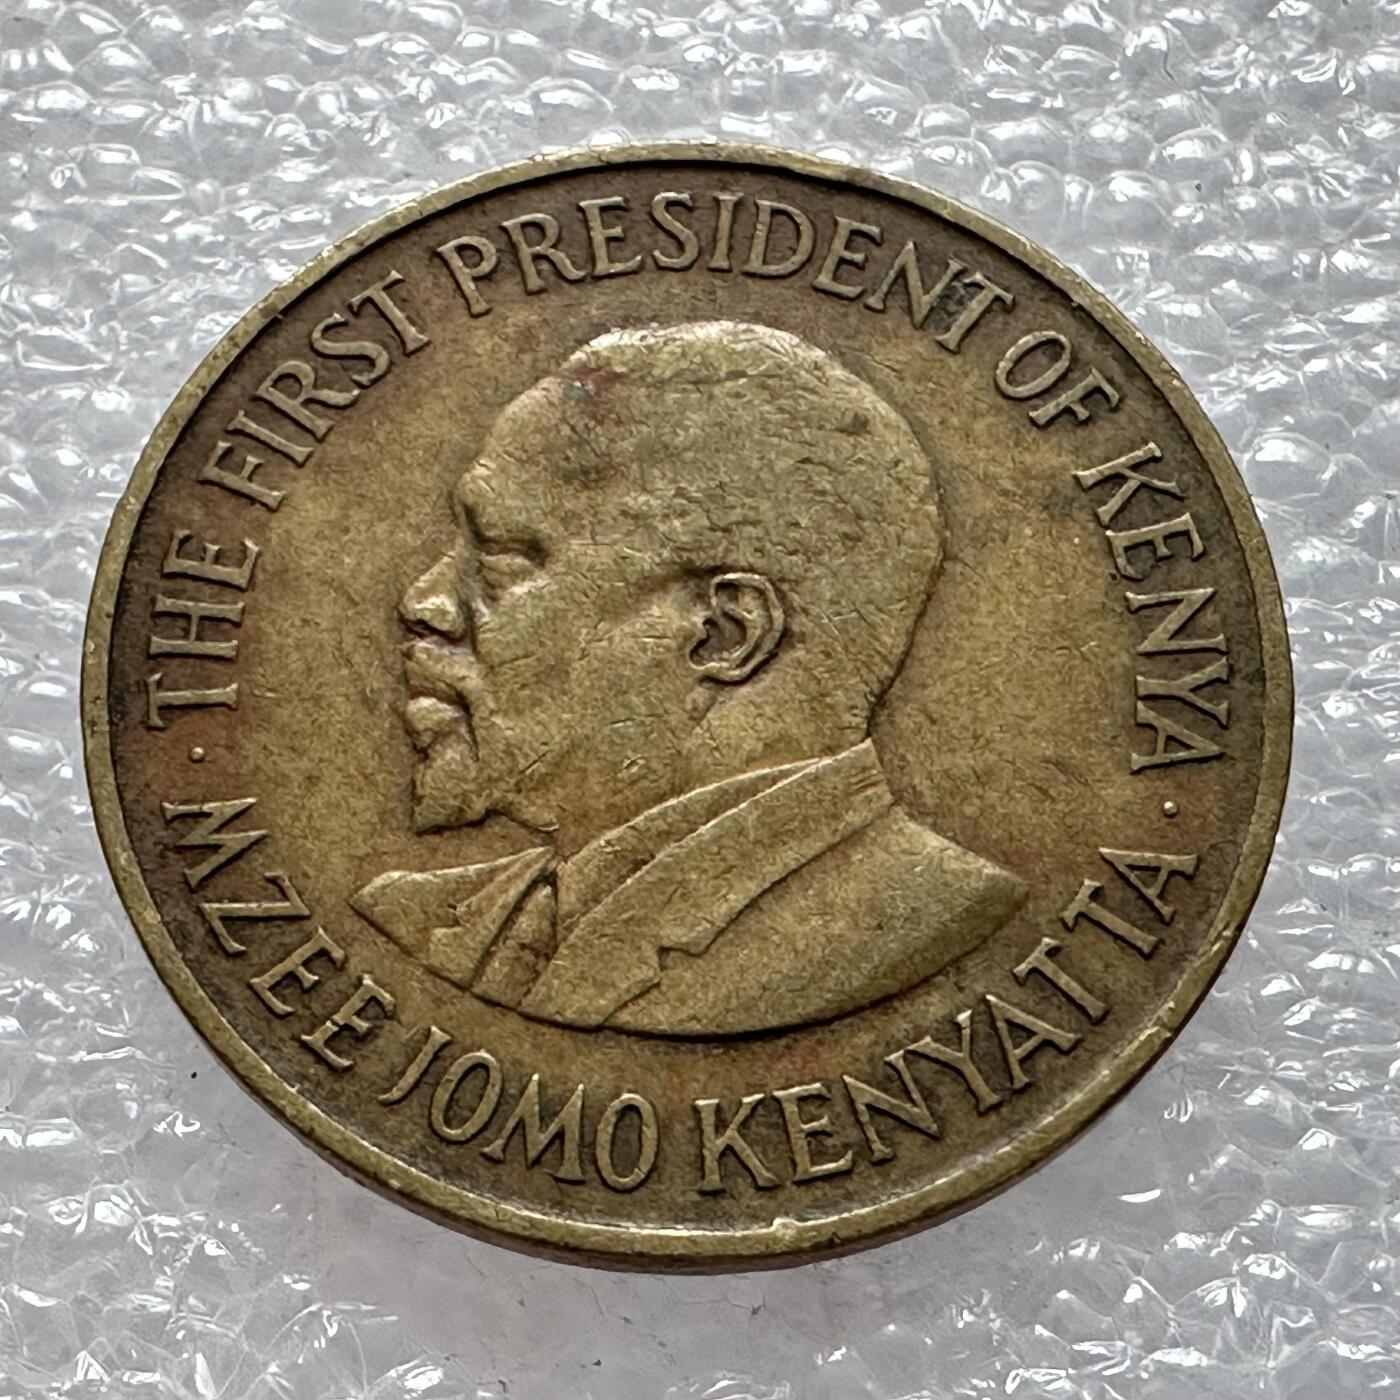 · THE FIRST PRESIDENT OF KENYA ·
MZEE JOMO KENYATTA